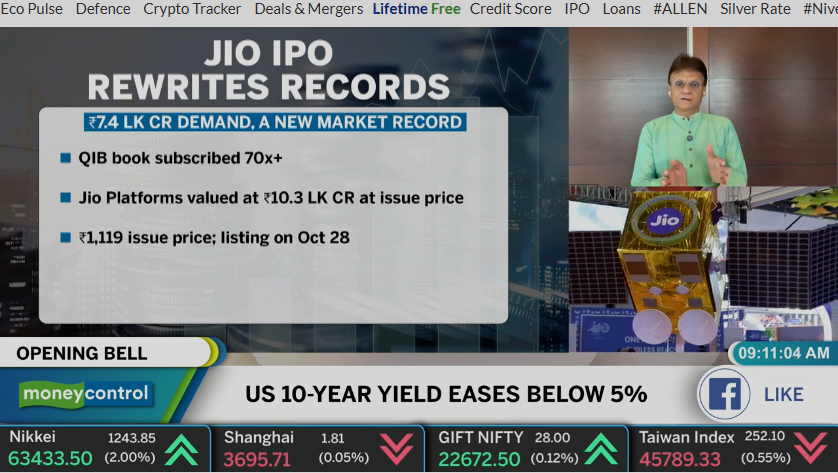 Eco Pulse Defence Crypto Tracker Deals & Mergers Lifetime Free Credit Score IPO Loans #ALLEN Silver Rate #Nive
JIO IPO
REWRITES RECORDS
₹7.4 LK CR DEMAND, A NEW MARKET RECORD
QIB book subscribed 70x+
Jio Platforms valued at ₹10.3 LK CR at issue price
₹1,119 issue price; listing on Oct 28
Jio
OPENING BELL
09:11:04 AM
moneycontrol
US 10-YEAR YIELD EASES BELOW 5%
LIKE
Nikkei 1243.85
63433.50 (2.00%)
Shanghai 1.81
3695.71 (0.05%)
GIFT NIFTY 28.00
22672.50 (0.12%)
Taiwan Index 252.10
45789.33 (0.55%)